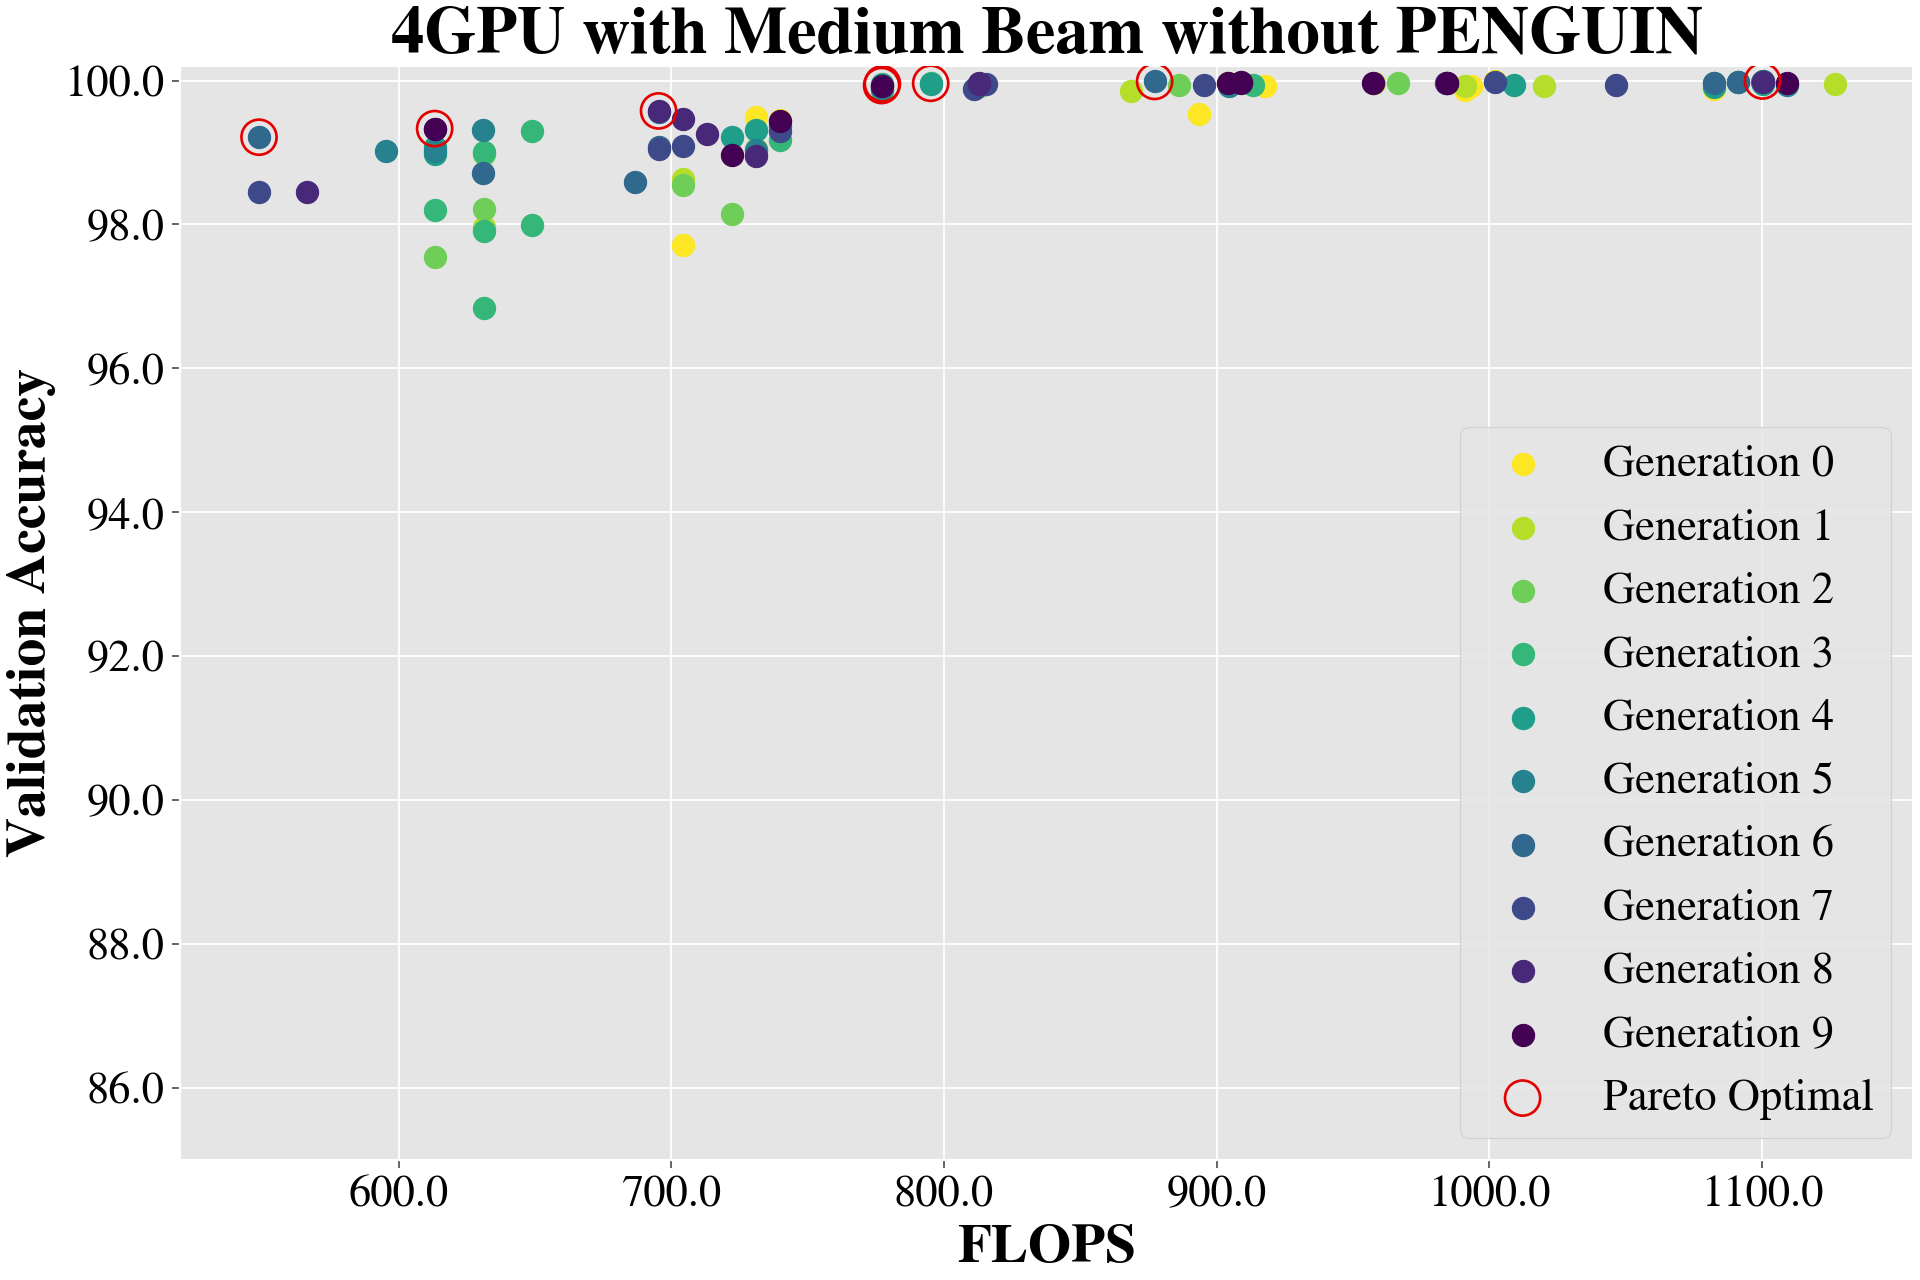 4GPU with Medium Beam without PENGUIN
Validation Accuracy
100.0
98.0
96.0
94.0
92.0
90.0
88.0
86.0
600.0
700.0
800.0
900.0
1000.0
1100.0
FLOPS
Generation 0
Generation 1
Generation 2
Generation 3
Generation 4
Generation 5
Generation 6
Generation 7
Generation 8
Generation 9
Pareto Optimal